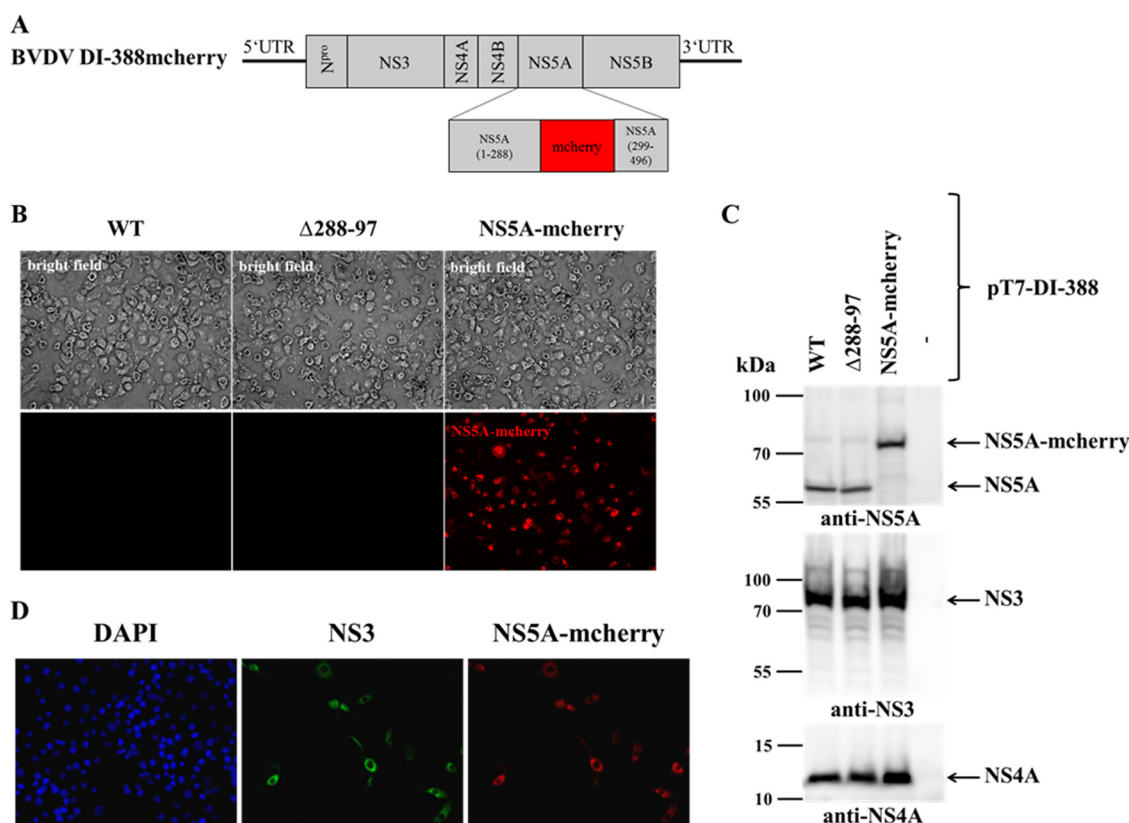 A
BVDV DI-388mcherry
5‘UTR
3‘UTR
Npro
NS3
NS4A
NS4B
NS5A
NS5B
NS5A
(1-288)
mcherry
NS5A
(299-
496)
B
WT
Δ288-97
NS5A-mcherry
bright field
bright field
bright field
NS5A-mcherry
C
WT
Δ288-97
NS5A-mcherry
-
pT7-DI-388
kDa
100
70
55
NS5A-mcherry
NS5A
anti-NS5A
100
70
55
NS3
anti-NS3
15
10
NS4A
anti-NS4A
D
DAPI
NS3
NS5A-mcherry